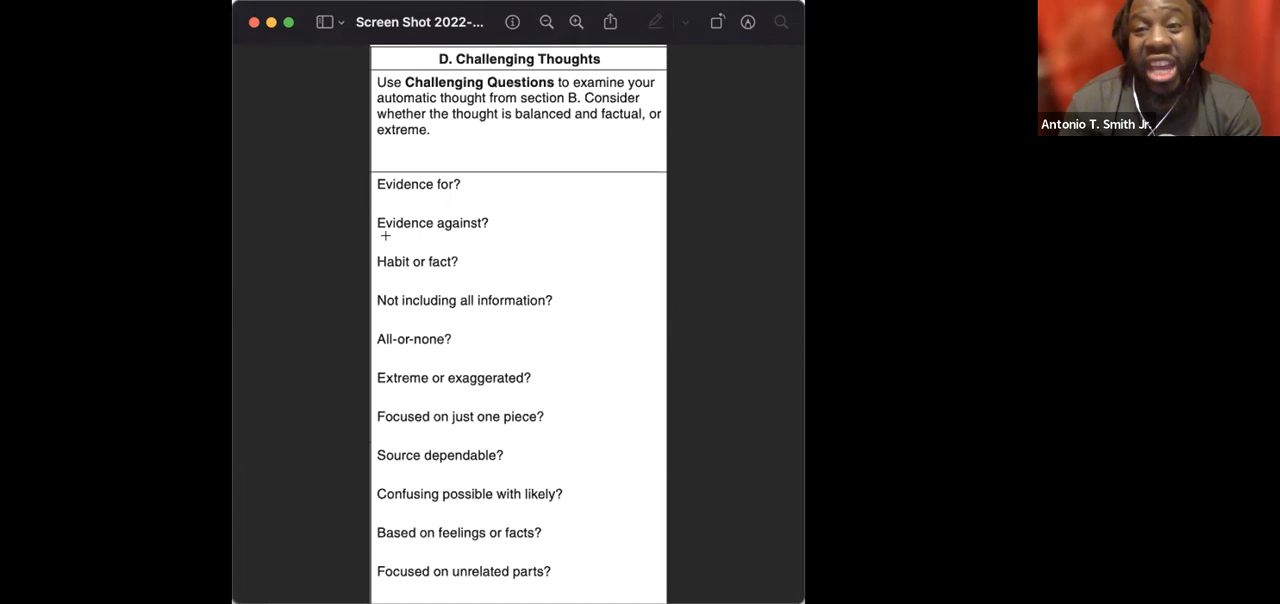 Screen Shot 2022-...
D. Challenging Thoughts
Use Challenging Questions to examine your
automatic thought from section B. Consider
whether the thought is balanced and factual, or
extreme.
Evidence for?
Evidence against?
Habit or fact?
Not including all information?
All-or-none?
Extreme or exaggerated?
Focused on just one piece?
Source dependable?
Confusing possible with likely?
Based on feelings or facts?
Focused on unrelated parts?
Antonio T. Smith Jr.